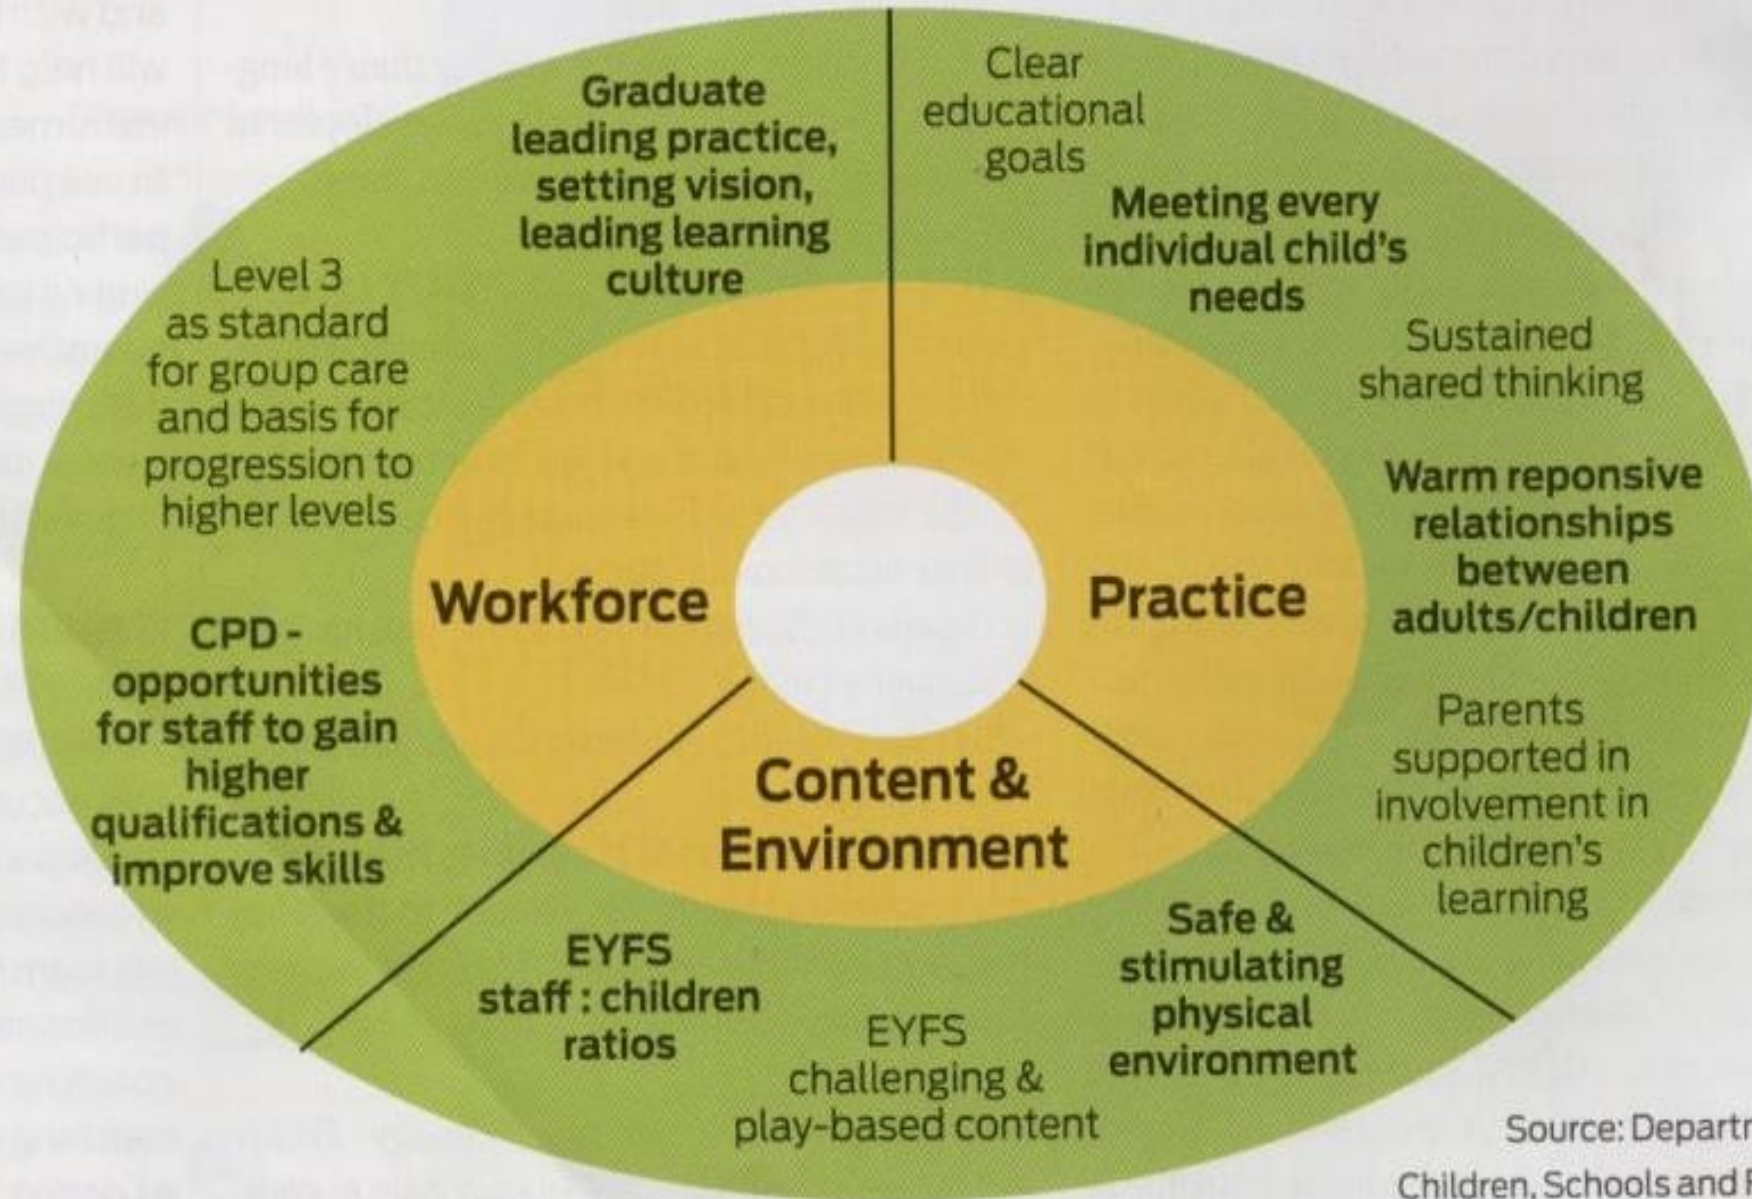 Graduate
leading practice,
setting vision,
leading learning
culture
Level 3
as standard
for group care
and basis for
progression to
higher levels
CPD -
opportunities
for staff to gain
higher
qualifications &
improve skills
Workforce
Clear
educational
goals
Meeting every
individual child's
needs
Sustained
shared thinking
Warm reponsive
relationships
between
adults/children
Parents
supported in
involvement in
children's
learning
Practice
Content &
Environment
EYFS
staff : children
ratios
EYFS
challenging &
play-based content
Safe &
stimulating
physical
environment
Source:
Children, Schools and